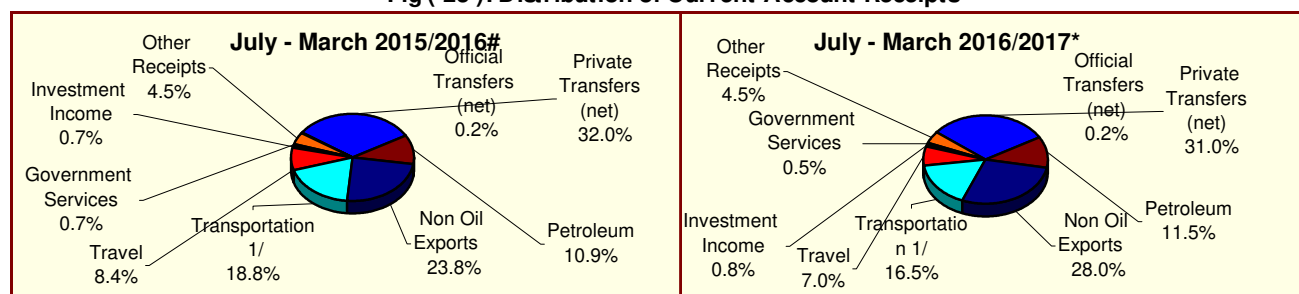 Fig ( 28 ): Distribution of Current Account Receipts
July - March 2015/2016#
Other
Receipts
4.5%
Official
Transfers
(net)
0.2%
Private
Transfers
(net)
32.0%
Investment
Income
0.7%
Government
Services
0.7%
Travel
8.4%
Transportation
1/
18.8%
Non Oil
Exports
23.8%
Petroleum
10.9%
July - March 2016/2017*
Other
Receipts
4.5%
Official
Transfers
(net)
0.2%
Private
Transfers
(net)
31.0%
Government
Services
0.5%
Investment
Income
0.8%
Travel
7.0%
Transportatio
n 1/
16.5%
Non Oil
Exports
28.0%
Petroleum
11.5%